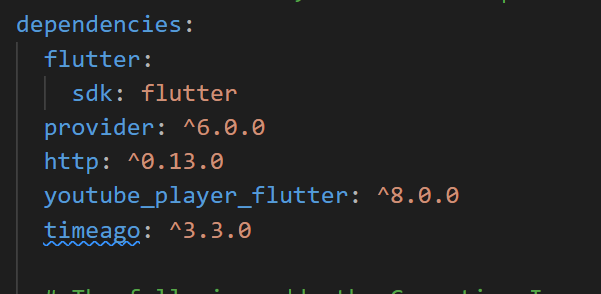 dependencies:
  flutter:
    sdk: flutter
  provider: ^6.0.0
  http: ^0.13.0
  youtube_player_flutter: ^8.0.0
  timeago: ^3.3.0